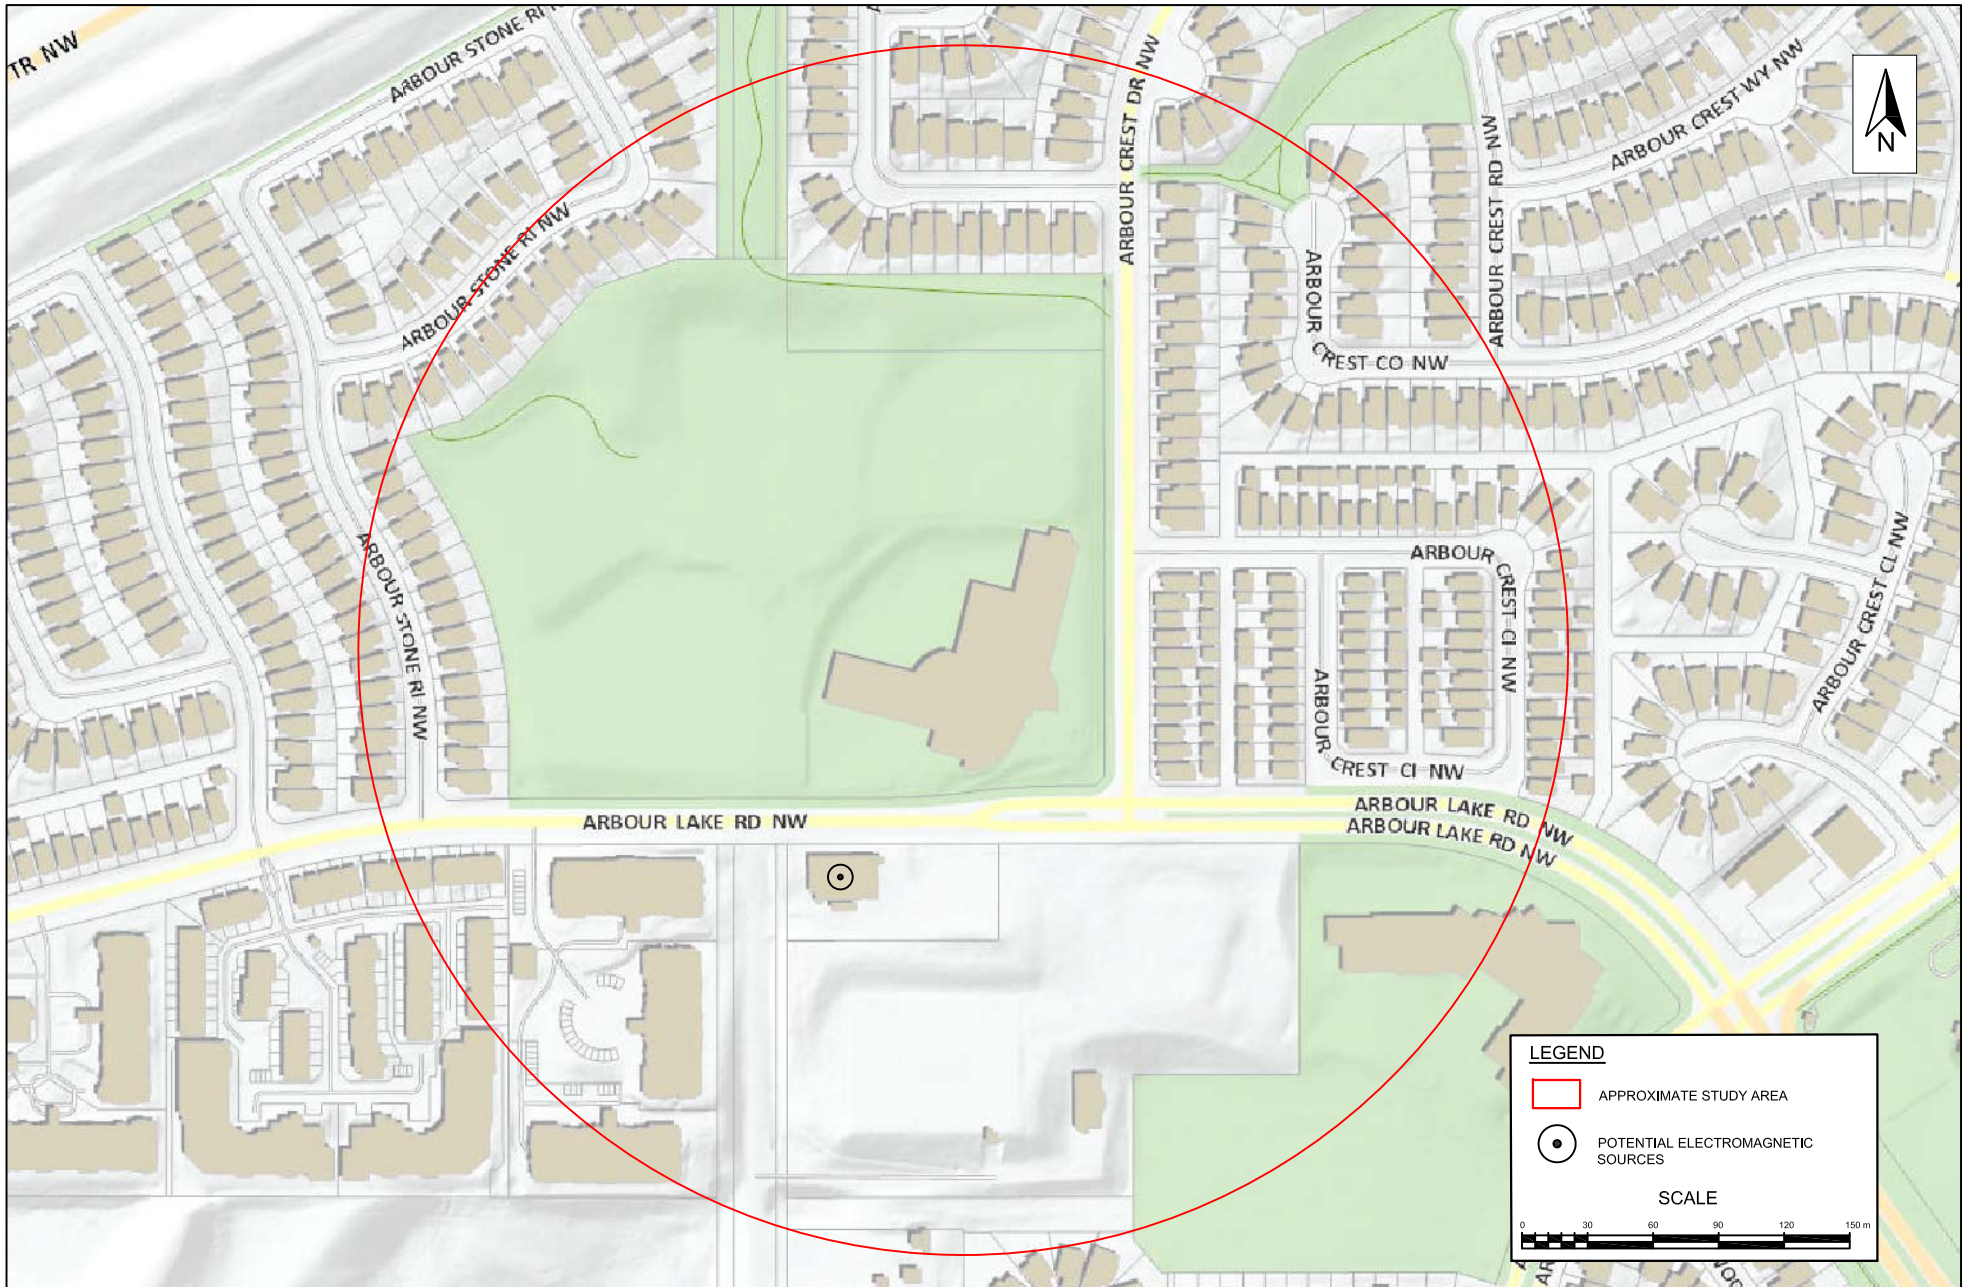 TR NW
ARBOUR STONE RI
ARBOUR STONE RI NW
ARBOUR STONE RI NW
ARBOUR CREST DR NW
ARBOUR CREST RD NW
ARBOUR CREST WY NW
N
ARBOUR CREST CO NW
ARBOUR CREST CI NW
ARBOUR CREST CI NW
ARBOUR CREST CL NW
ARBOUR LAKE RD NW
ARBOUR LAKE RD NW
ARBOUR LAKE RD NW
LEGEND
APPROXIMATE STUDY AREA
POTENTIAL ELECTROMAGNETIC
SOURCES
SCALE
0 30 60 90 120 150 m